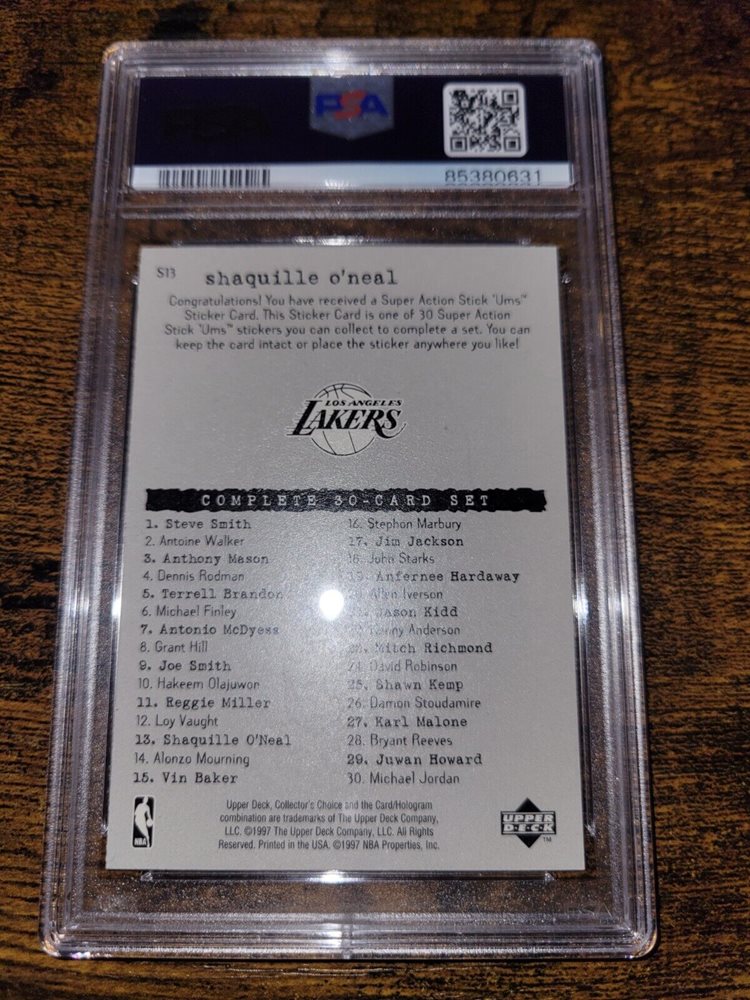 PSA
85380631
S13 shaquille o'neal
Congratulations! You have received a Super Action Stick 'Ums™
Sticker Card. This Sticker Card is one of 30 Super Action
Stick 'Ums™ stickers you can collect to complete a set. You can
keep the card intact or place the sticker anywhere you like!
LOS ANGELES
LAKERS
COMPLETE 30-CARD SET
1. Steve Smith
2. Antoine Walker
3. Anthony Mason
4. Dennis Rodman
5. Terrell Brandon
6. Michael Finley
7. Antonio McDyess
8. Grant Hill
9. Joe Smith
10. Hakeem Olajuwon
11. Reggie Miller
12. Loy Vaught
13. Shaquille O'Neal
14. Alonzo Mourning
15. Vin Baker
16. Stephon Marbury
17. Jim Jackson
18. John Starks
19. Anfernee Hardaway
Allen Iverson
Jason Kidd
Kenny Anderson
Mitch Richmond
24. David Robinson
25. Shawn Kemp
26. Damon Stoudamire
27. Karl Malone
28. Bryant Reeves
29. Juwan Howard
30. Michael Jordan
NBA
Upper Deck, Collector's Choice and the Card/Hologram
combination are trademarks of The Upper Deck Company,
LLC. ©1997 The Upper Deck Company, LLC. All Rights
Reserved. Printed in the USA. ©1997 NBA Properties, Inc.
UPPER
DECK
TM